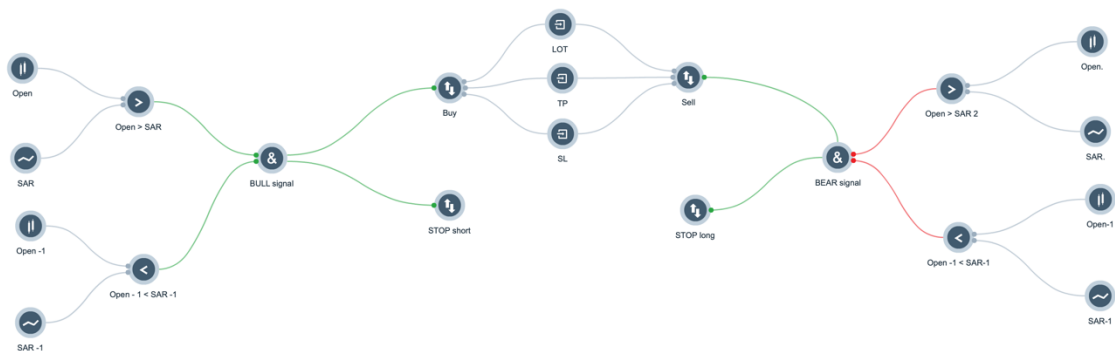 Open
>
Open > SAR
SAR
Open -1
<
Open - 1 < SAR -1
SAR -1
&
BULL signal
Buy
STOP short
LOT
TP
SL
Sell
STOP long
&
BEAR signal
>
Open > SAR 2
Open.
SAR.
<
Open -1 < SAR-1
Open-1
SAR-1